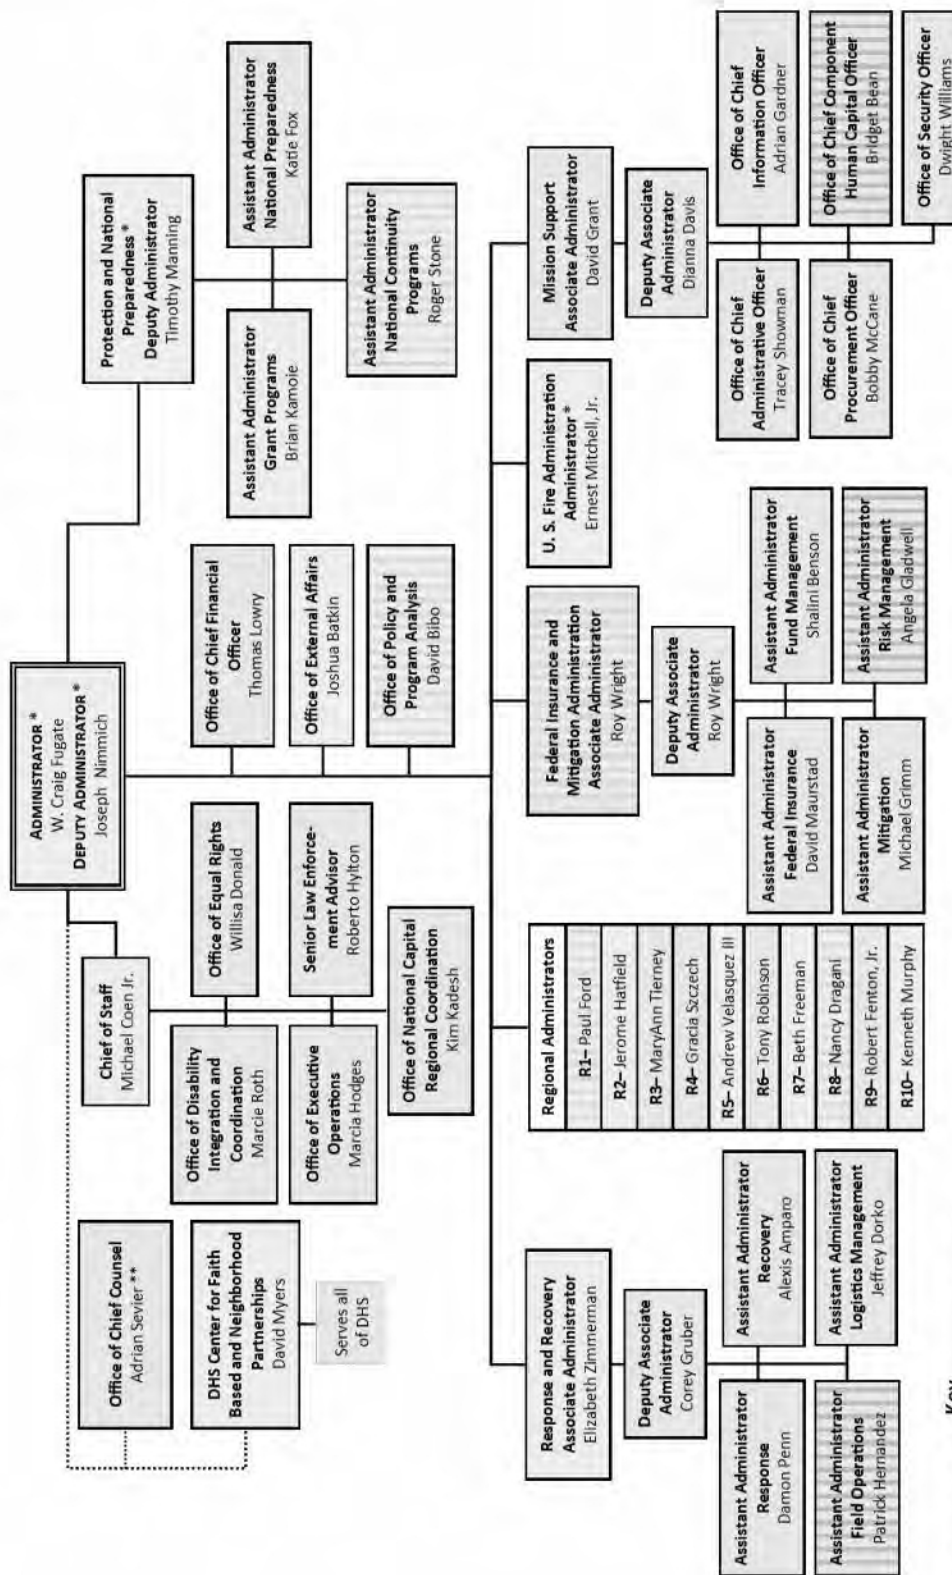 ADMINISTRATOR *
W. Craig Fugate
DEPUTY ADMINISTRATOR *
Joseph Nimmich
Chief of Staff
Michael Coen Jr.
Office of Disability
Integration and
Coordination
Marcie Roth
Office of Equal Rights
Willisa Donald
Office of Executive
Operations
Marcia Hodges
Senior Law Enforce-
ment Advisor
Roberto Hylton
Office of National Capital
Regional Coordination
Kim Kadesh
Office of Chief Counsel
Adrian Sevier **
DHS Center for Faith
Based and Neighborhood
Partnerships
David Myers
Serves all
of DHS
Office of Chief Financial
Officer
Thomas Lowry
Office of External Affairs
Joshua Batkin
Office of Policy and
Program Analysis
David Bibo
Protection and National
Preparedness *
Deputy Administrator
Timothy Manning
Assistant Administrator
Grant Programs
Brian Kamoie
Assistant Administrator
National Preparedness
Katie Fox
Assistant Administrator
National Continuity
Programs
Roger Stone
Response and Recovery
Associate Administrator
Elizabeth Zimmerman
Deputy Associate
Administrator
Corey Gruber
Assistant Administrator
Response
Damon Penn
Assistant Administrator
Recovery
Alexis Amparo
Assistant Administrator
Field Operations
Patrick Hernandez
Assistant Administrator
Logistics Management
Jeffrey Dorko
Regional Administrators
R1– Paul Ford
R2– Jerome Hatfield
R3– MaryAnn Tierney
R4– Gracia Szczech
R5– Andrew Velasquez III
R6– Tony Robinson
R7– Beth Freeman
R8– Nancy Dragani
R9– Robert Fenton, Jr.
R10– Kenneth Murphy
Federal Insurance and
Mitigation Administration
Associate Administrator
Roy Wright
Deputy Associate
Administrator
Roy Wright
Assistant Administrator
Federal Insurance
David Maurstad
Assistant Administrator
Fund Management
Shalini Benson
Assistant Administrator
Mitigation
Michael Grimm
Assistant Administrator
Risk Management
Angela Gladwell
U. S. Fire Administration
Administrator *
Ernest Mitchell, Jr.
Mission Support
Associate Administrator
David Grant
Deputy Associate
Administrator
Dianna Davis
Office of Chief
Administrative Officer
Tracey Showman
Office of Chief
Information Officer
Adrian Gardner
Office of Chief
Procurement Officer
Bobby McCane
Office of Chief Component
Human Capital Officer
Bridget Bean
Office of Security Officer
Dwight Williams
Key